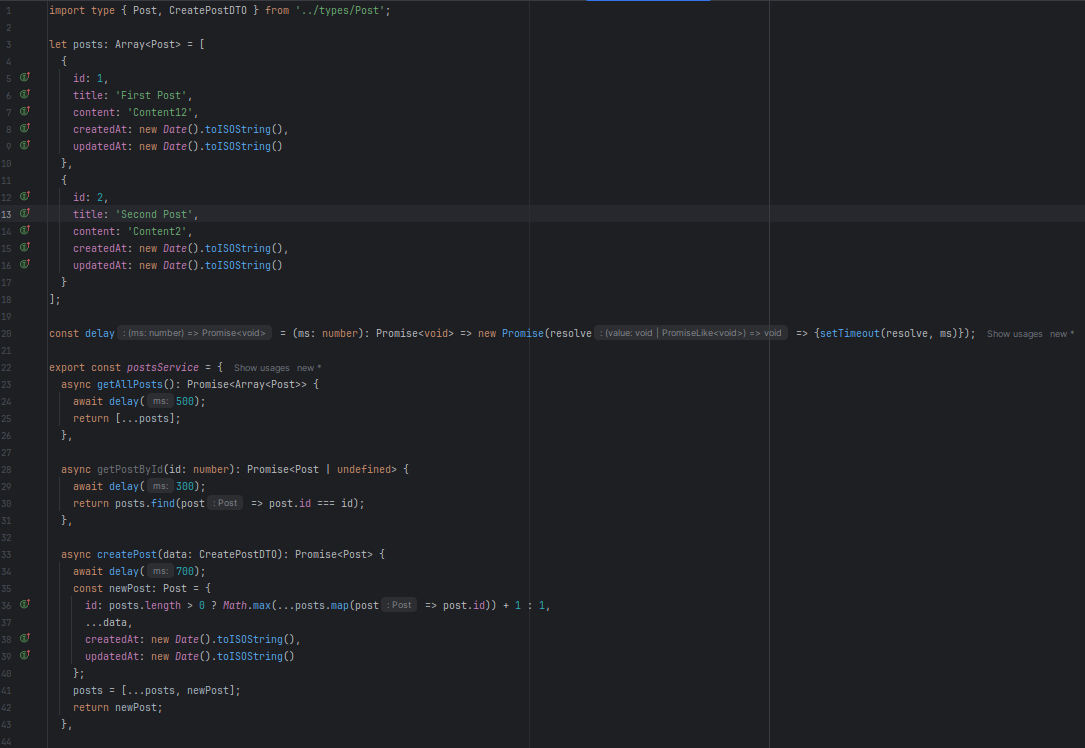 1 import type { Post, CreatePostDTO } from '../types/Post';
2
3 let posts: Array<Post> = [
4 {
5 id: 1,
6 title: 'First Post',
7 content: 'Content12',
8 createdAt: new Date().toISOString(),
9 updatedAt: new Date().toISOString()
10 },
11 {
12 id: 2,
13 title: 'Second Post',
14 content: 'Content2',
15 createdAt: new Date().toISOString(),
16 updatedAt: new Date().toISOString()
17 }
18 ];
19
20 const delay : (ms: number) => Promise<void> = (ms: number): Promise<void> => new Promise(resolve : (value: void | PromiseLike<void>) => void => {setTimeout(resolve, ms)}); Show usages new *
21
22 export const postsService = { Show usages new *
23 async getAllPosts(): Promise<Array<Post>> {
24 await delay( ms: 500);
25 return [...posts];
26 },
27
28 async getPostById(id: number): Promise<Post | undefined> {
29 await delay( ms: 300);
30 return posts.find(post : Post => post.id === id);
31 },
32
33 async createPost(data: CreatePostDTO): Promise<Post> {
34 await delay( ms: 700);
35 const newPost: Post = {
36 id: posts.length > 0 ? Math.max(...posts.map(post : Post => post.id)) + 1 : 1,
37 ...data,
38 createdAt: new Date().toISOString(),
39 updatedAt: new Date().toISOString()
40 };
41 posts = [...posts, newPost];
42 return newPost;
43 },
44